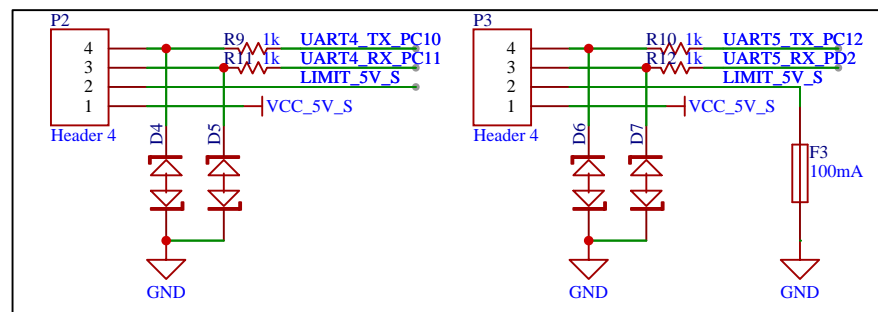 P2
4
3
2
1
Header 4
R9 1k
UART4_TX_PC10
R11 1k
UART4_RX_PC11
LIMIT_5V_S
VCC_5V_S
D4
D5
GND
P3
4
3
2
1
Header 4
R10 1k
UART5_TX_PC12
R12 1k
UART5_RX_PD2
LIMIT_5V_S
VCC_5V_S
D6
D7
GND
F3
100mA
GND